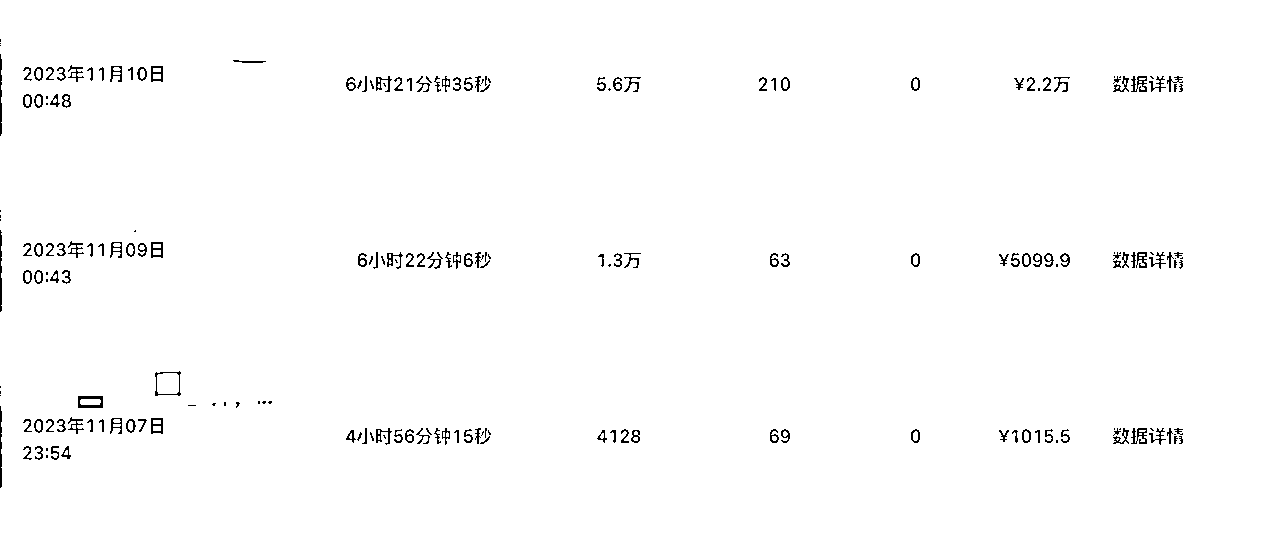 2023年11月10日
00:48
6小时21分钟35秒 5.6万 210 0 ¥2.2万 数据详情
2023年11月09日
00:43
6小时22分钟6秒 1.3万 63 0 ¥5099.9 数据详情
2023年11月07日
23:54
4小时56分钟15秒 4128 69 0 ¥1015.5 数据详情